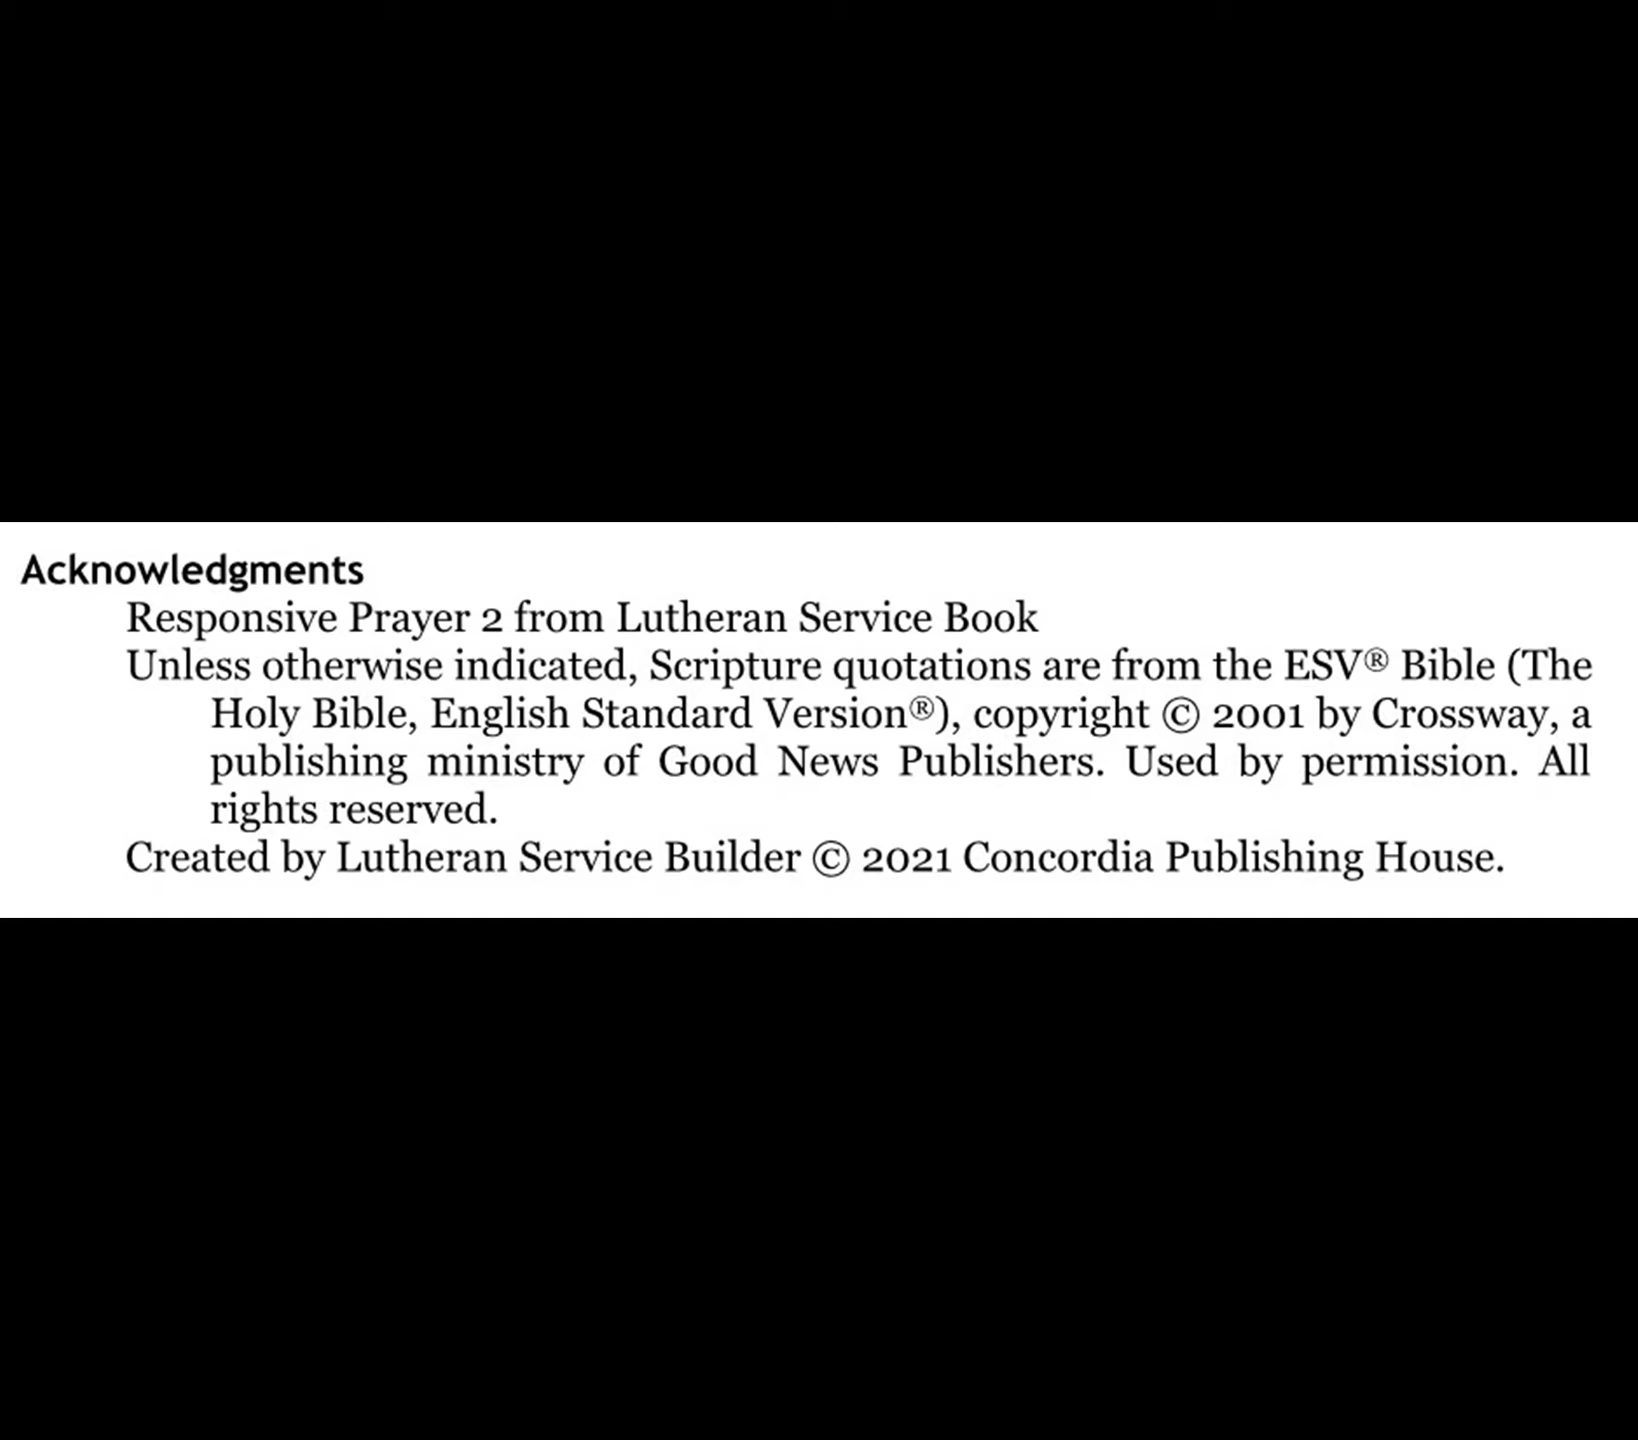 Acknowledgments
Responsive Prayer 2 from Lutheran Service Book
Unless otherwise indicated, Scripture quotations are from the ESV® Bible (The
Holy Bible, English Standard Version®), copyright © 2001 by Crossway, a
publishing ministry of Good News Publishers. Used by permission. All
rights reserved.
Created by Lutheran Service Builder © 2021 Concordia Publishing House.